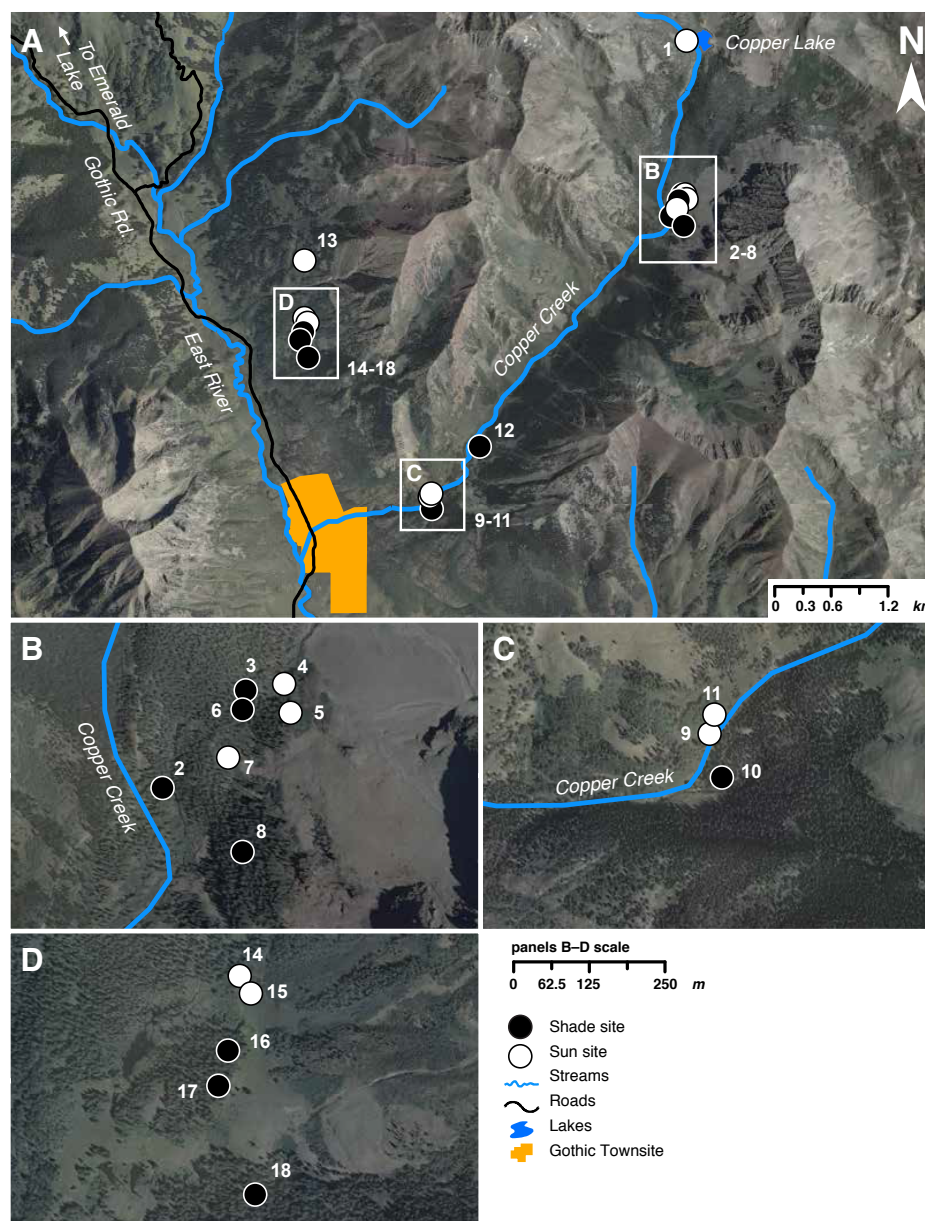 A
To Emerald
Lake
Gothic Rd.
East River
1
Copper Lake
N
B
2-8
13
D
14-18
Copper Creek
12
C
9-11
0 0.3 0.6 1.2
B
3
4
6
5
7
2
8
Copper Creek
C
11
9
10
Copper Creek
D
14
15
16
17
18
panels B–D scale
0 62.5 125 250 m
Shade site
Sun site
Streams
Roads
Lakes
Gothic Townsite